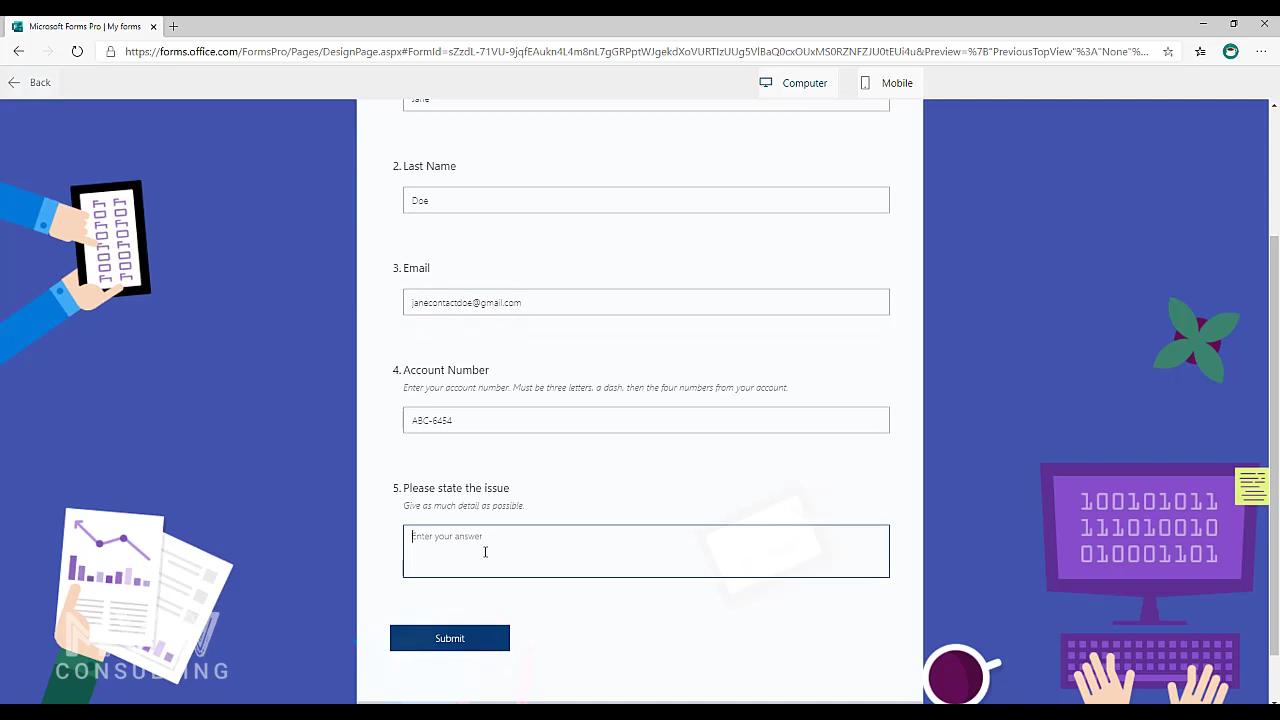 Microsoft Forms Pro | My forms
https://forms.office.com/FormsPro/Pages/DesignPage.aspx#FormId=sZzdL-71VU-9jqfEAukn4L4m8nL7gGRPptWJgekdXoVURTlzUUg5VlBaQ0cxOUxMS0RZNFZJU0tEUi4u&Preview=%7B"PreviousTopView"%3A"None"%...
Back
Computer
Mobile
Jane
2. Last Name
Doe
3. Email
janecontactdoe@gmail.com
4. Account Number
Enter your account number. Must be three letters, a dash, then the four numbers from your account.
ABC-6454
5. Please state the issue
Give as much detail as possible.
Enter your answer
Submit
100101011
111010010
010001101
CONSULTING